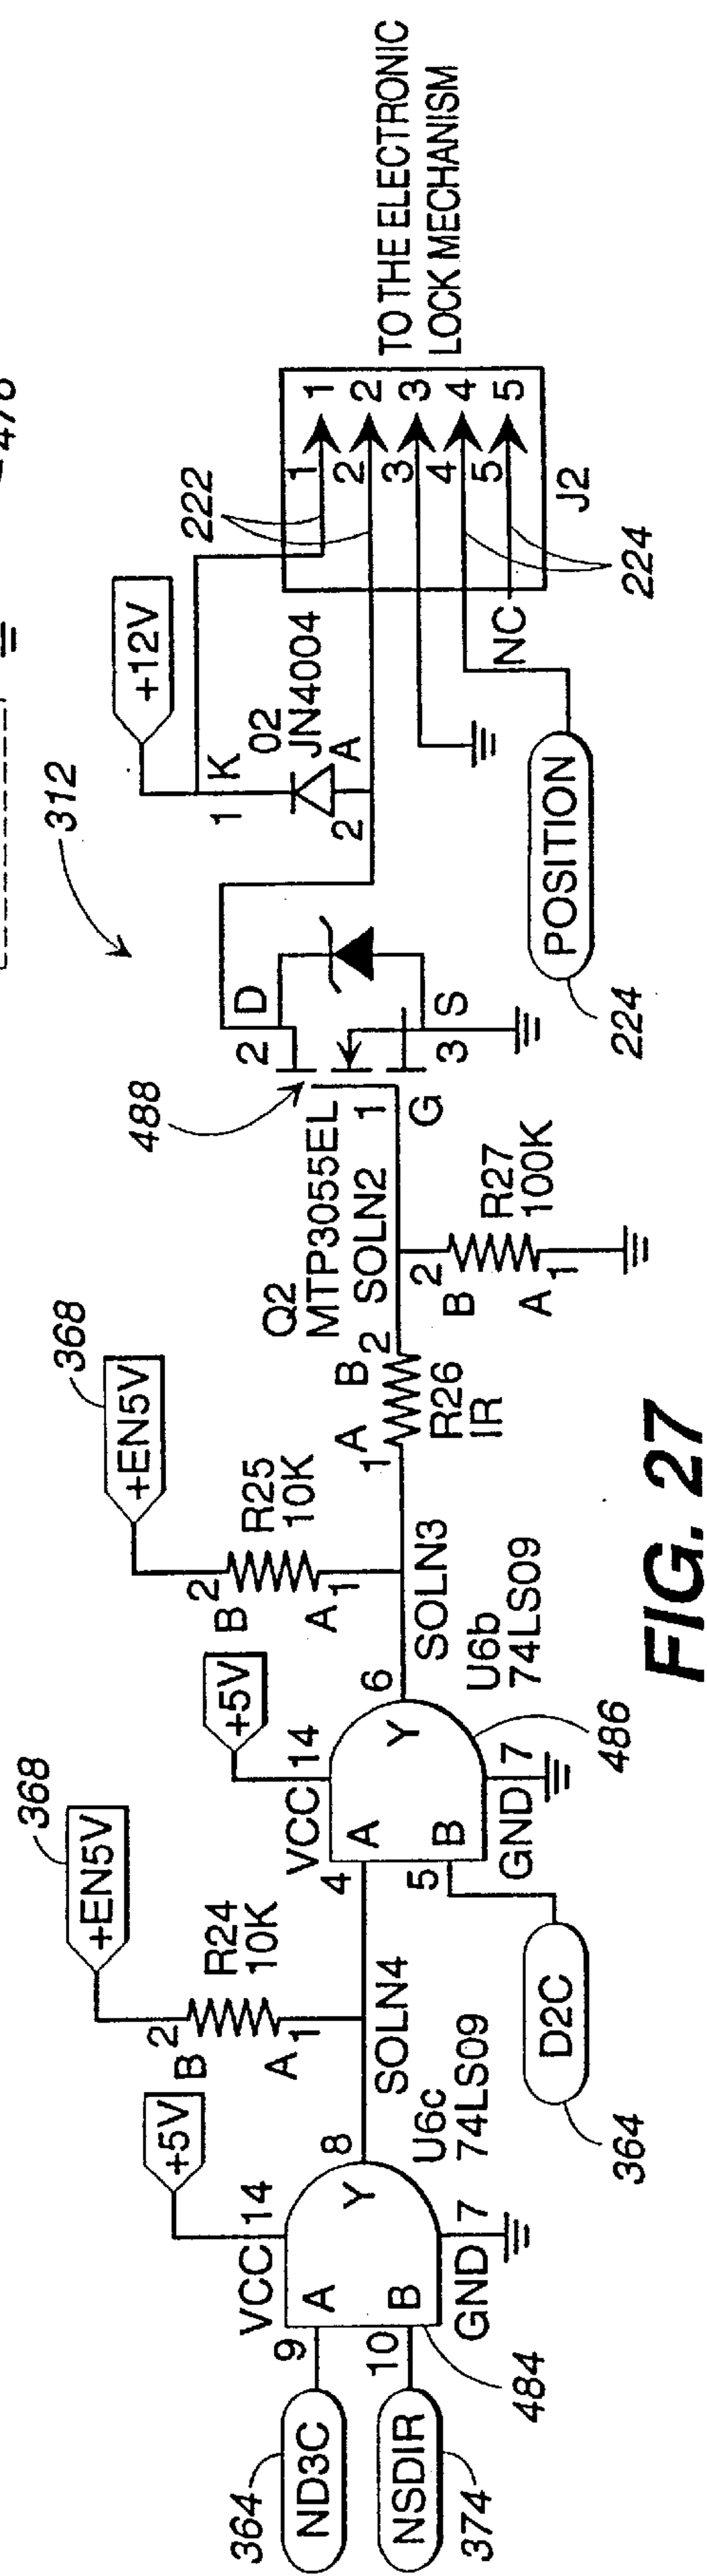 478
312
368
+EN5V
368
+EN5V
+5V
+5V
+12V
R24
10K
B 2
A 1
R25
10K
B 2
A 1
VCC 14
9
A
Y
8
10
B
GND 7
U6c
74LS09
484
364
ND3C
374
NSDIR
SOLN4
VCC 14
4
A
Y
6
5
B
GND 7
U6b
74LS09
486
364
D2C
SOLN3
1 A
B 2
R26
IR
SOLN2
Q2
MTP3055EL
488
1
G
2
D
3
S
2
B
A
1
R27
100K
1
K
02
JN4004
A
2
222
1 1
2 2
3 3
4 4
5 5
NC
J2
224
POSITION
224
TO THE ELECTRONIC
LOCK MECHANISM
FIG. 27